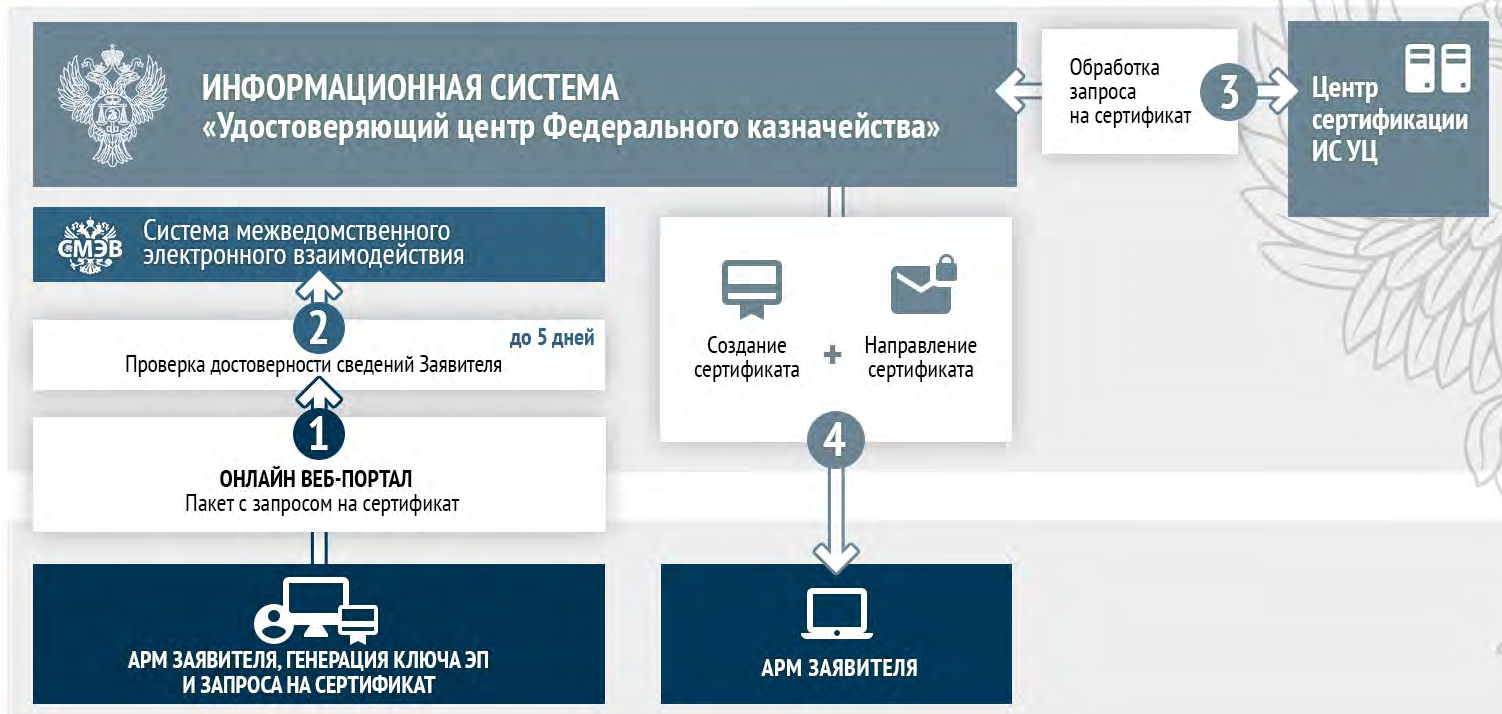 ИНФОРМАЦИОННАЯ СИСТЕМА
«Удостоверяющий центр Федерального казначейства»
Обработка
запроса
на сертификат
3
Центр
сертификации
ИС УЦ
СМЭВ
Система межведомственного
электронного взаимодействия
2
до 5 дней
Проверка достоверности сведений Заявителя
1
ОНЛАЙН ВЕБ-ПОРТАЛ
Пакет с запросом на сертификат
АРМ ЗАЯВИТЕЛЯ, ГЕНЕРАЦИЯ КЛЮЧА ЭП
И ЗАПРОСА НА СЕРТИФИКАТ
Создание
сертификата
+
Направление
сертификата
4
АРМ ЗАЯВИТЕЛЯ